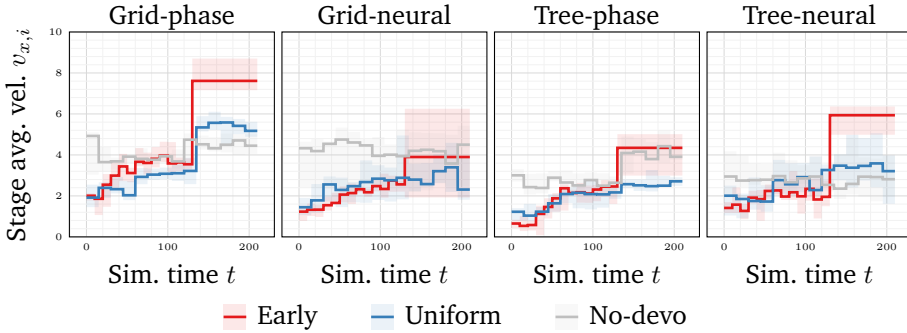 Grid-phase Grid-neural Tree-phase Tree-neural
Stage avg. vel. v_{x,i}
10
8
6
4
2
0
0 100 200 0 100 200 0 100 200 0 100 200
Sim. time t Sim. time t Sim. time t Sim. time t
Early Uniform No-devo